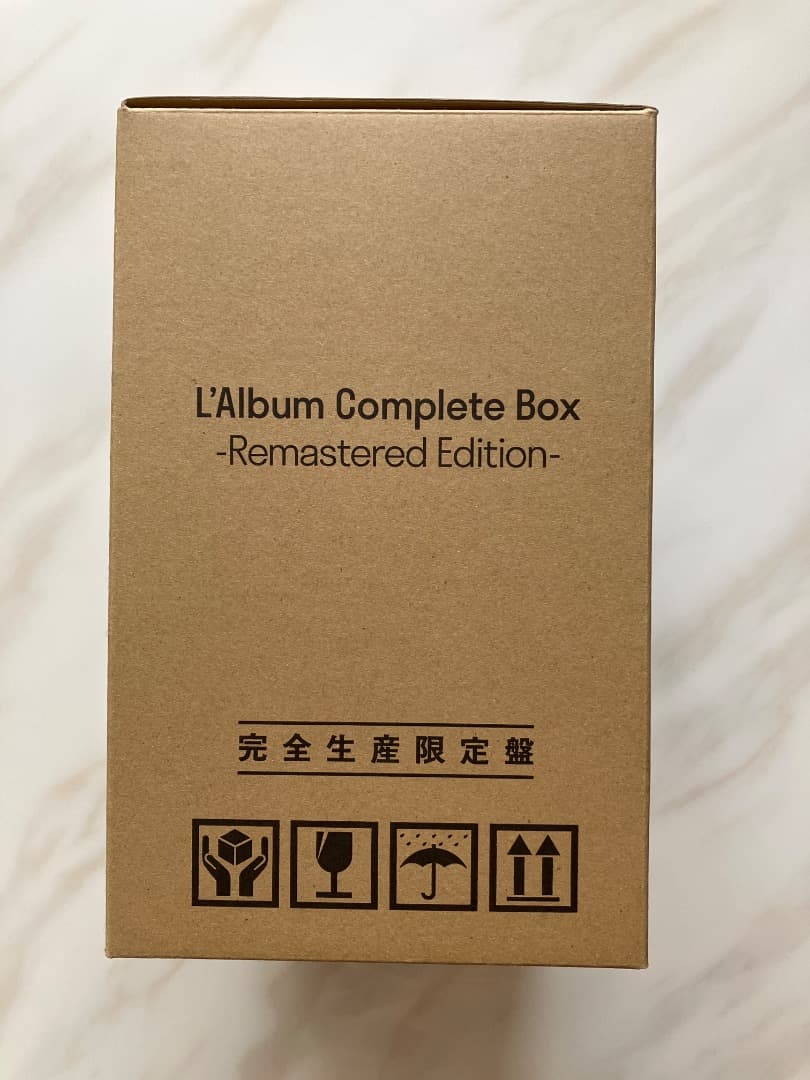 L’Album Complete Box
-Remastered Edition-
完全生産限定盤